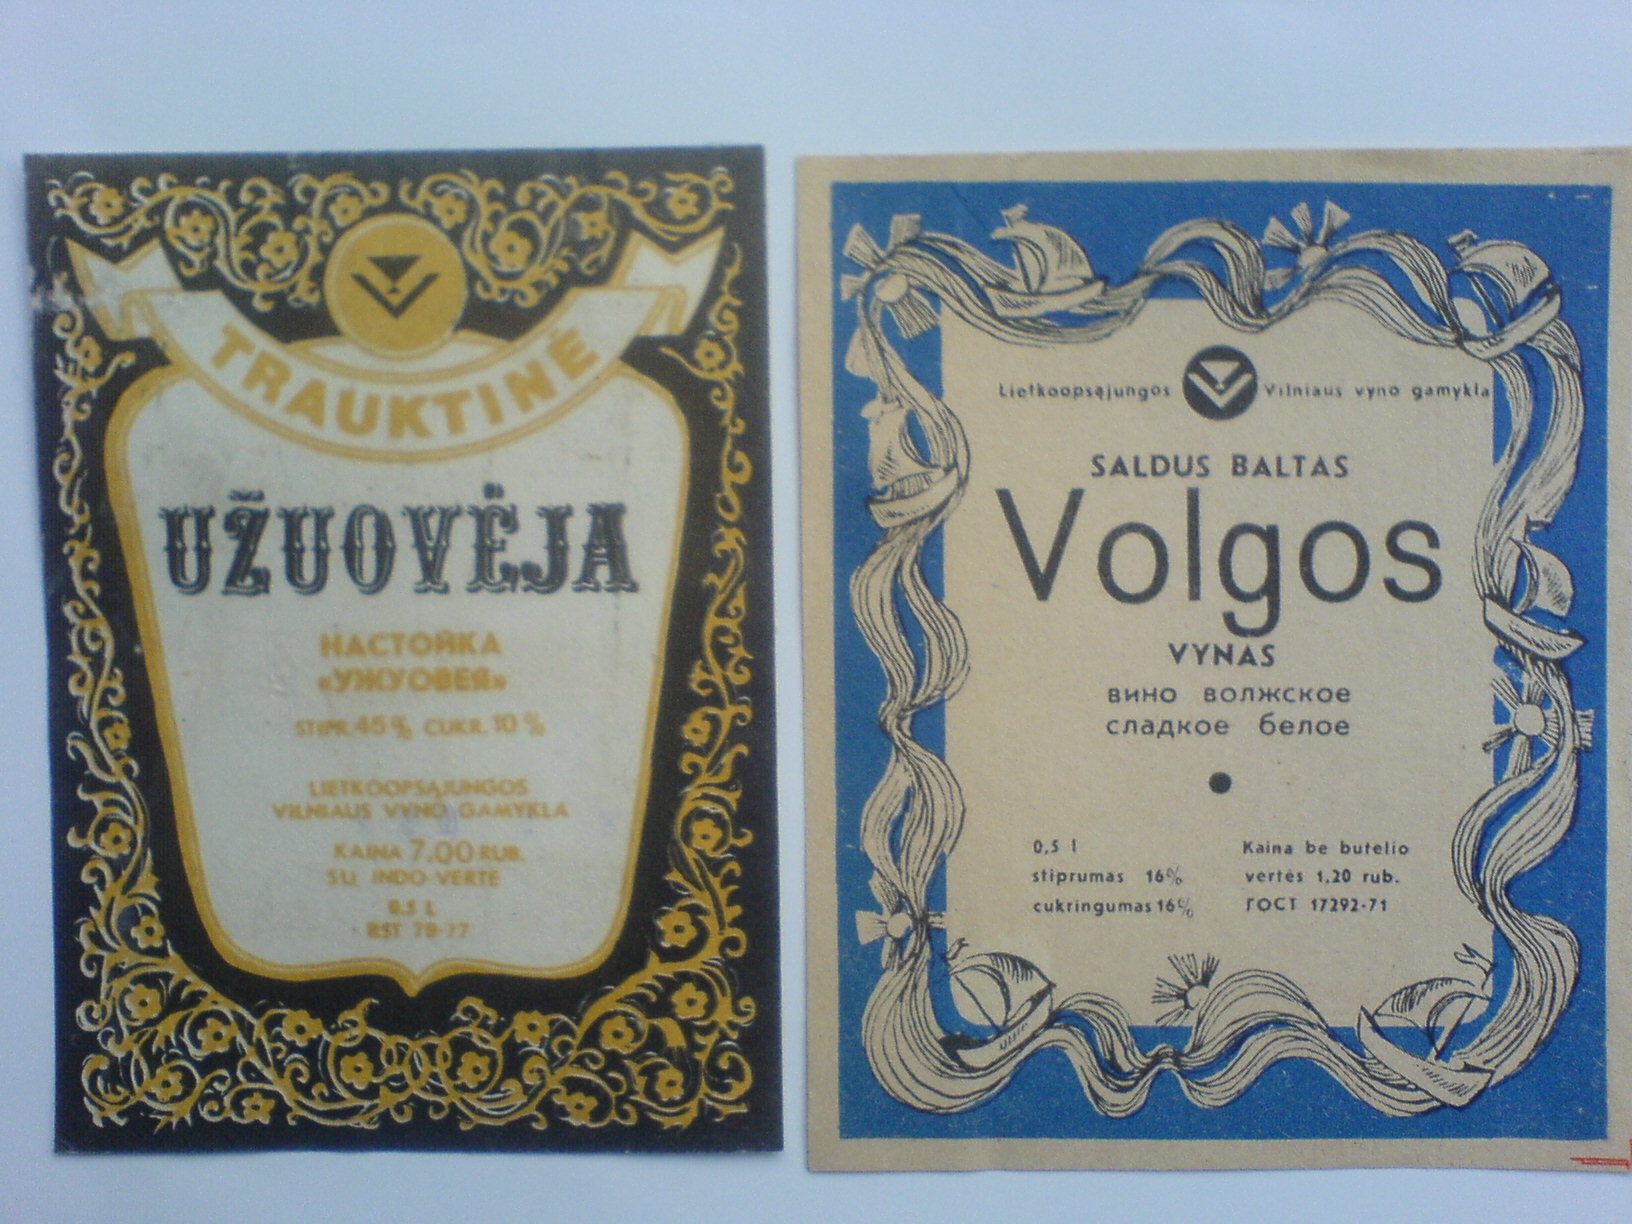 TRAUKTINĖ
UŽUOVĖJA
НАСТОЙКА
«УЖУОВЕЯ»
STIPR. 45% CUKR. 10%
LIETKOOPSĄJUNGOS
VILNIAUS VYNO GAMYKLA
KAINA 7.00 RUB.
SU INDO VERTE
0.5 L
RST 78-77
Lietkoopsąjungos Vilniaus vyno gamykla
SALDUS BALTAS
Volgos
VYNAS
вино волжское
сладкое белое
0,5 l
stiprumas 16%
cukringumas 16%
Kaina be butelio
vertės 1,20 rub.
ГОСТ 17292-71